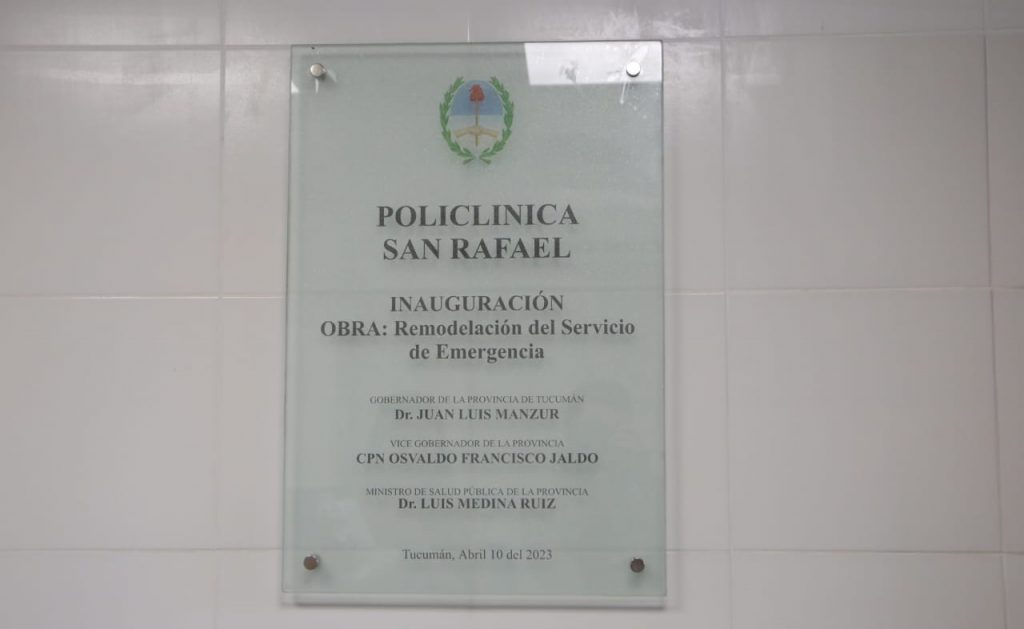 POLICLINICA
SAN RAFAEL
INAUGURACIÓN
OBRA: Remodelación del Servicio
de Emergencia
GOBERNADOR DE LA PROVINCIA DE TUCUMÁN
Dr. JUAN LUIS MANZUR
VICE GOBERNADOR DE LA PROVINCIA
CPN OSVALDO FRANCISCO JALDO
MINISTRO DE SALUD PÚBLICA DE LA PROVINCIA
Dr. LUIS MEDINA RUIZ
Tucumán, Abril 10 del 2023